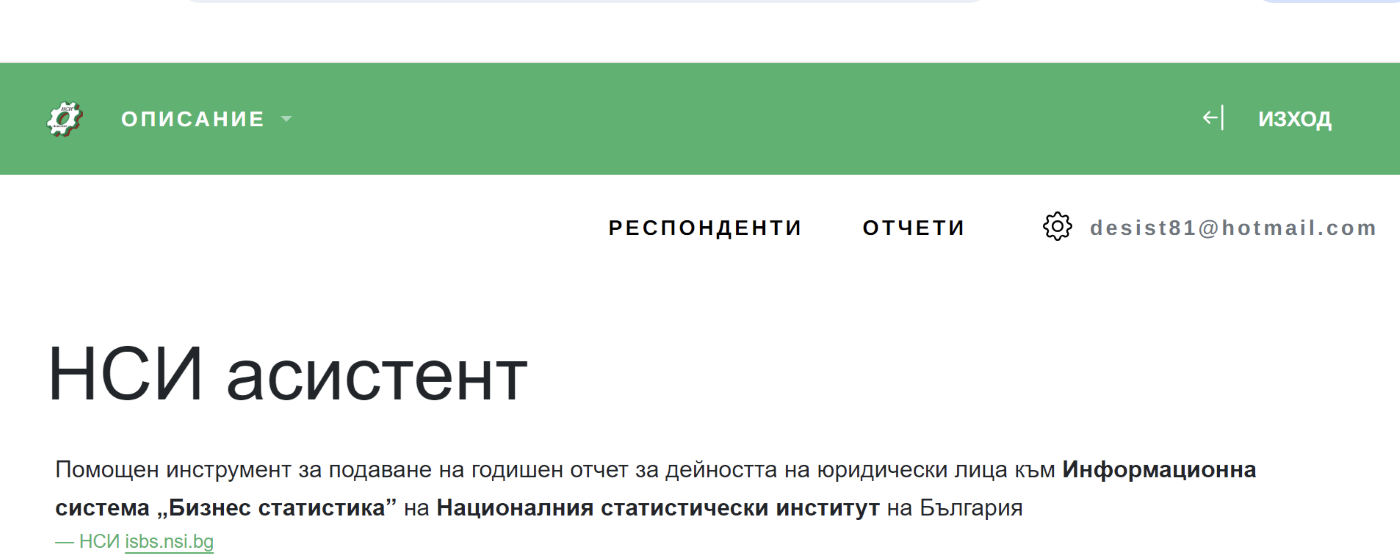 ОПИСАНИЕ
ИЗХОД
РЕСПОНДЕНТИ ОТЧЕТИ desist81@hotmail.com
НСИ асистент
Помощен инструмент за подаване на годишен отчет за дейността на юридически лица към Информационна
система „Бизнес статистика” на Националния статистически институт на България
— НСИ isbs.nsi.bg